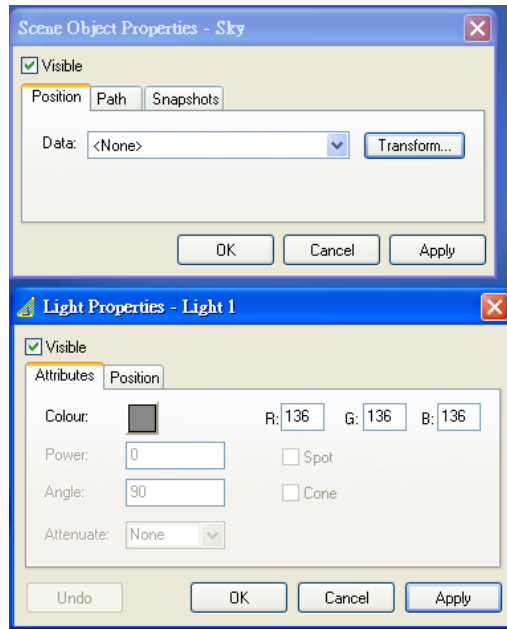 Scene Object Properties - Sky
Visible
Position Path Snapshots
Data: <None> Transform...
OK Cancel Apply
Light Properties - Light 1
Visible
Attributes Position
Colour: R: 136 G: 136 B: 136
Power: 0 Spot
Angle: 90 Cone
Attenuate: None
Undo OK Cancel Apply